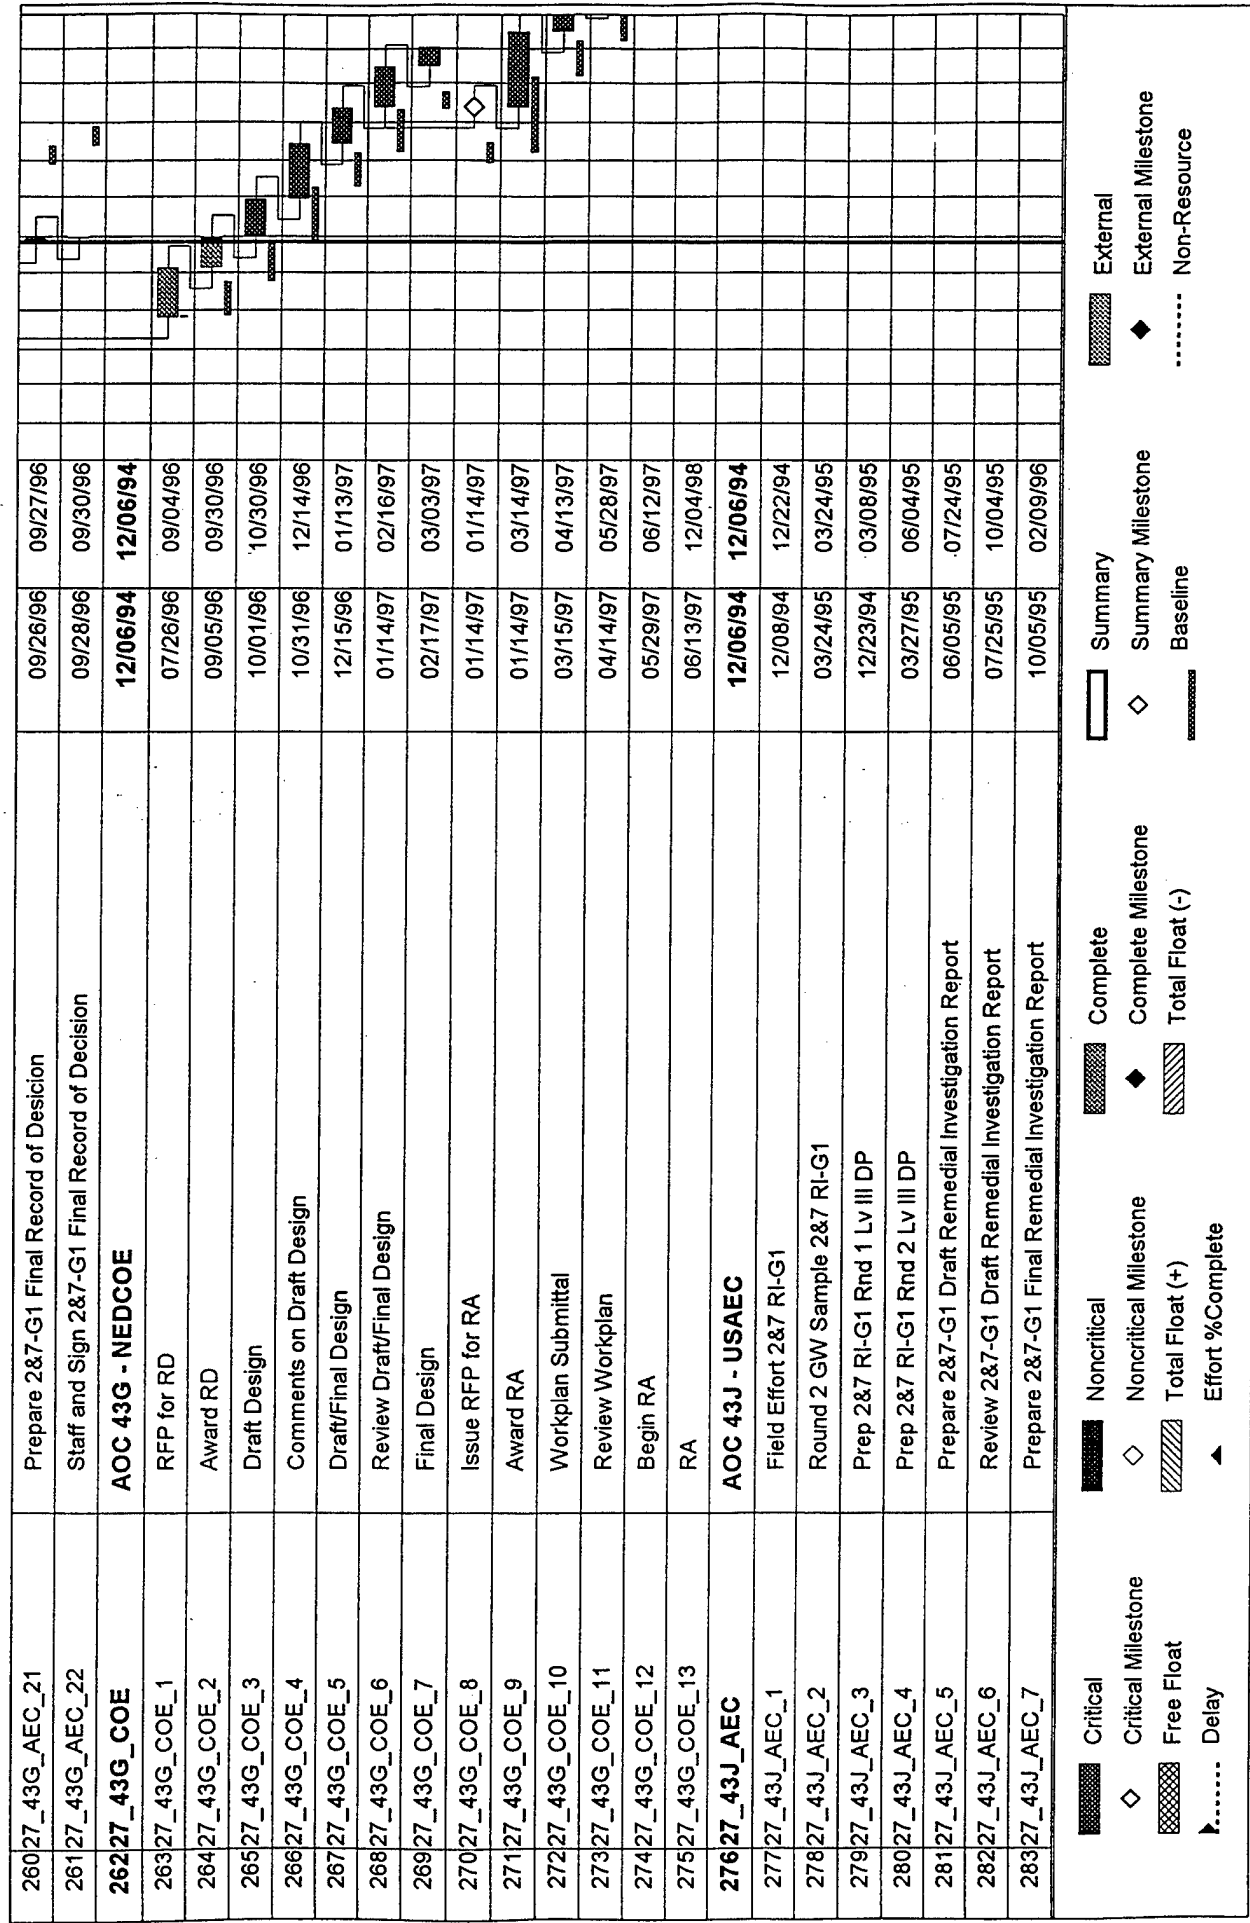 260 27_43G_AEC_21 Prepare 2&7-G1 Final Record of Desicion 09/26/96 09/27/96
261 27_43G_AEC_22 Staff and Sign 2&7-G1 Final Record of Decision 09/28/96 09/30/96
262 27_43G_COE AOC 43G - NEDCOE 12/06/94 12/06/94
263 27_43G_COE_1 RFP for RD 07/26/96 09/04/96
264 27_43G_COE_2 Award RD 09/05/96 09/30/96
265 27_43G_COE_3 Draft Design 10/01/96 10/30/96
266 27_43G_COE_4 Comments on Draft Design 10/31/96 12/14/96
267 27_43G_COE_5 Draft/Final Design 12/15/96 01/13/97
268 27_43G_COE_6 Review Draft/Final Design 01/14/97 02/16/97
269 27_43G_COE_7 Final Design 02/17/97 03/03/97
270 27_43G_COE_8 Issue RFP for RA 01/14/97 01/14/97
271 27_43G_COE_9 Award RA 01/14/97 03/14/97
272 27_43G_COE_10 Workplan Submittal 03/15/97 04/13/97
273 27_43G_COE_11 Review Workplan 04/14/97 05/28/97
274 27_43G_COE_12 Begin RA 05/29/97 06/12/97
275 27_43G_COE_13 RA 06/13/97 12/04/98
276 27_43J_AEC AOC 43J - USAEC 12/06/94 12/06/94
277 27_43J_AEC_1 Field Effort 2&7 RI-G1 12/08/94 12/22/94
278 27_43J_AEC_2 Round 2 GW Sample 2&7 RI-G1 03/24/95 03/24/95
279 27_43J_AEC_3 Prep 2&7 RI-G1 Rnd 1 Lv III DP 12/23/94 03/08/95
280 27_43J_AEC_4 Prep 2&7 RI-G1 Rnd 2 Lv III DP 03/27/95 06/04/95
281 27_43J_AEC_5 Prepare 2&7-G1 Draft Remedial Investigation Report 06/05/95 07/24/95
282 27_43J_AEC_6 Review 2&7-G1 Draft Remedial Investigation Report 07/25/95 10/04/95
283 27_43J_AEC_7 Prepare 2&7-G1 Final Remedial Investigation Report 10/05/95 02/09/96
Critical Noncritical Complete Summary External
Critical Milestone Noncritical Milestone Complete Milestone Summary Milestone External Milestone
Free Float Total Float (+) Total Float (-) Baseline Non-Resource
Delay Effort %Complete